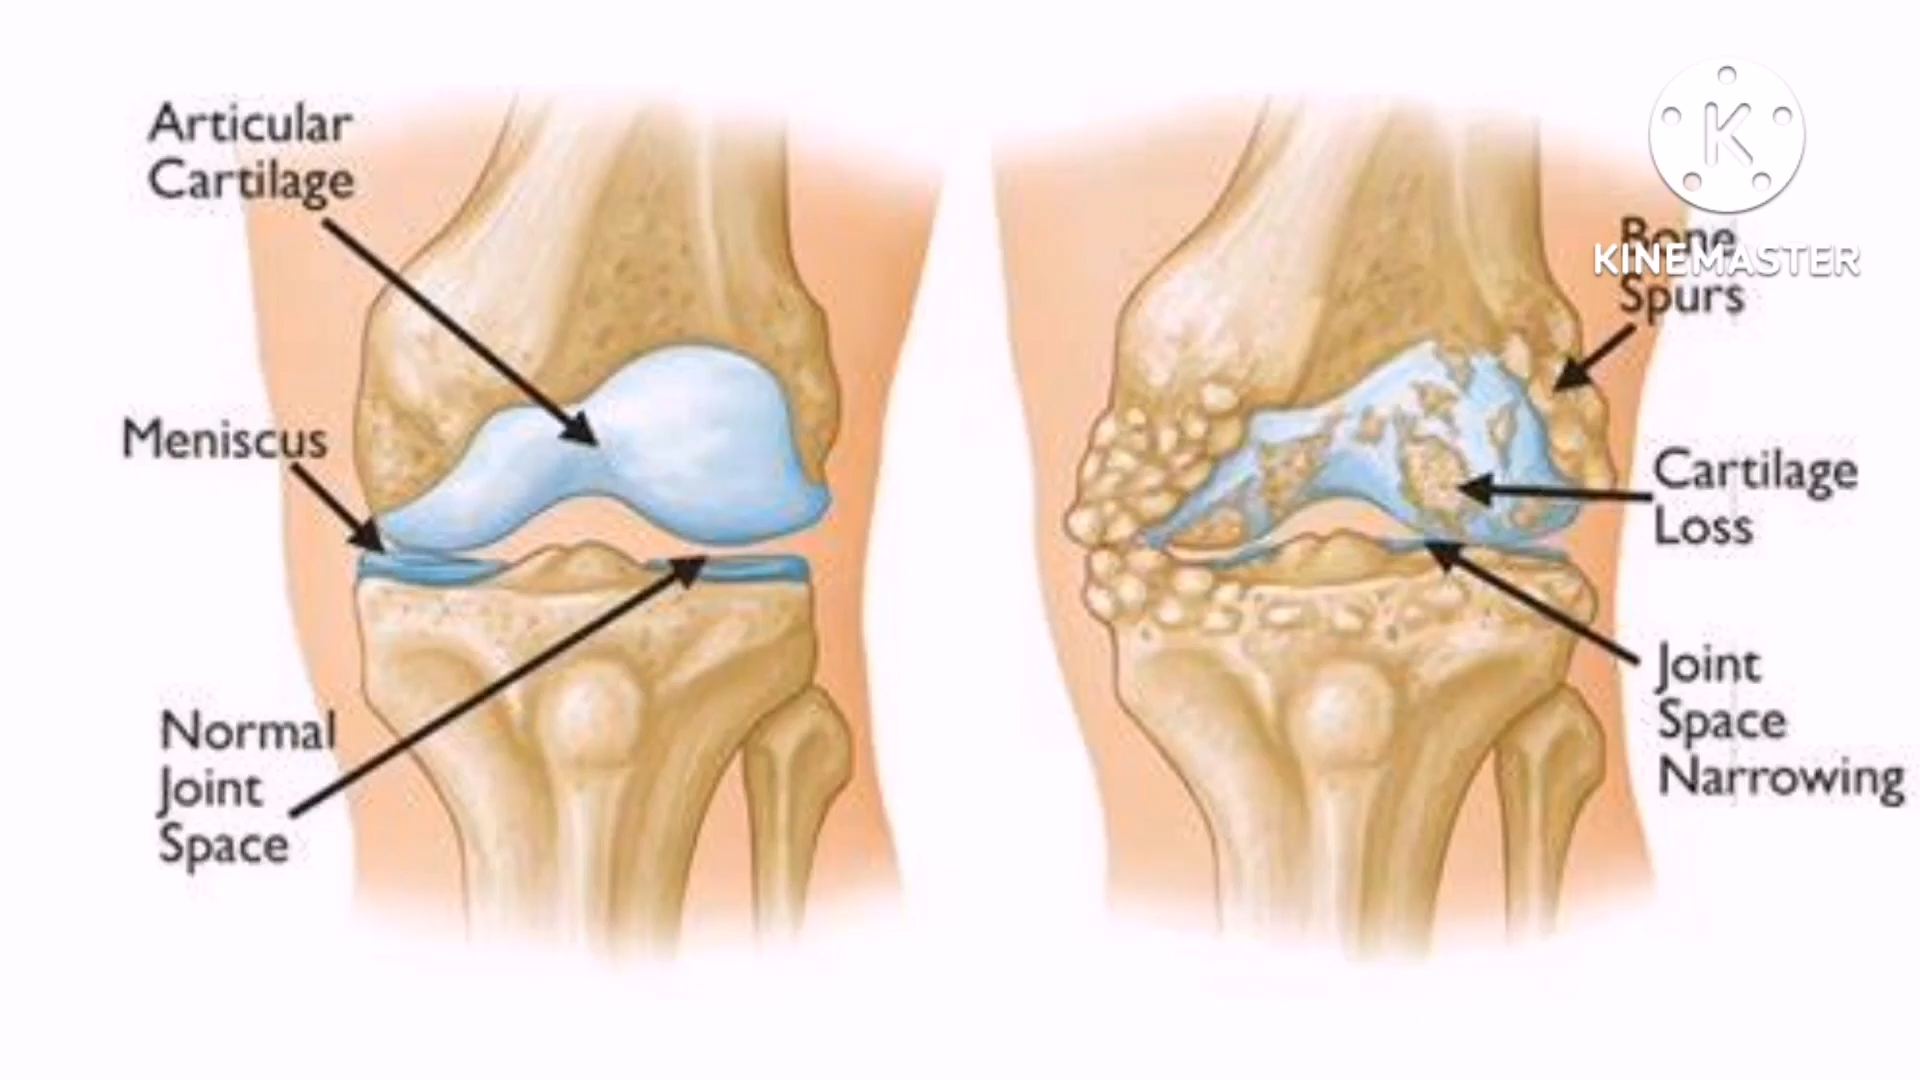 Articular
Cartilage
Meniscus
Normal
Joint
Space
K
KINEMASTER
Bone
Spurs
Cartilage
Loss
Joint
Space
Narrowing